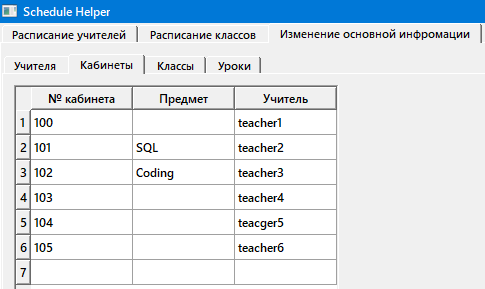 Schedule Helper
Расписание учителей Расписание классов Изменение основной инфромации
Учителя Кабинеты Классы Уроки
№ кабинета Предмет Учитель
1 100 teacher1
2 101 SQL teacher2
3 102 Coding teacher3
4 103 teacher4
5 104 teacger5
6 105 teacher6
7